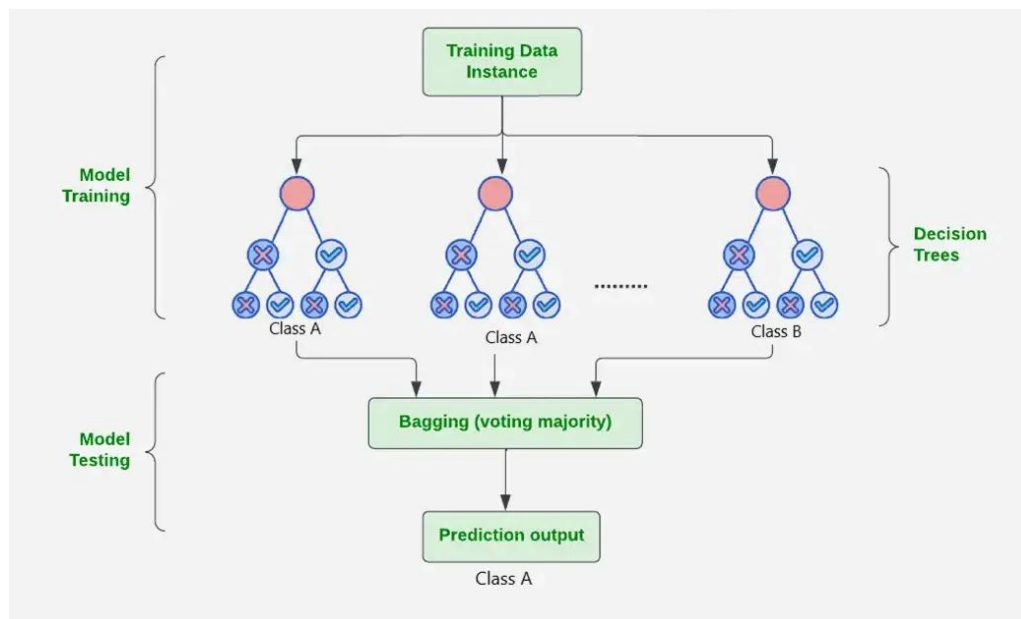 Training Data
Instance
Model
Training
Decision
Trees
.........
Class A
Class A
Class B
Bagging (voting majority)
Model
Testing
Prediction output
Class A